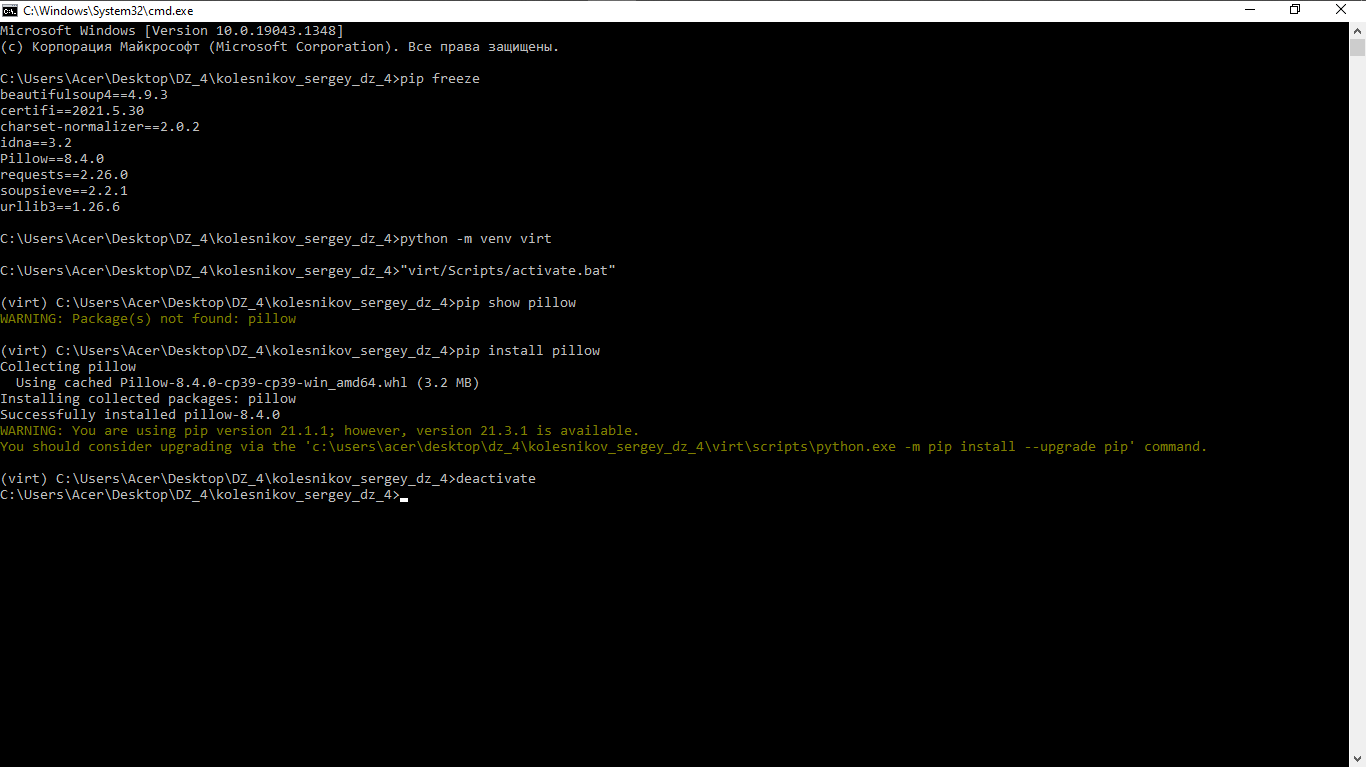 C:\Windows\System32\cmd.exe
Microsoft Windows [Version 10.0.19043.1348]
(c) Корпорация Майкрософт (Microsoft Corporation). Все права защищены.
C:\Users\Acer\Desktop\DZ_4\kolesnikov_sergey_dz_4>pip freeze
beautifulsoup4==4.9.3
certifi==2021.5.30
charset-normalizer==2.0.2
idna==3.2
Pillow==8.4.0
requests==2.26.0
soupsieve==2.2.1
urllib3==1.26.6
C:\Users\Acer\Desktop\DZ_4\kolesnikov_sergey_dz_4>python -m venv virt
C:\Users\Acer\Desktop\DZ_4\kolesnikov_sergey_dz_4>"virt/Scripts/activate.bat"
(virt) C:\Users\Acer\Desktop\DZ_4\kolesnikov_sergey_dz_4>pip show pillow
WARNING: Package(s) not found: pillow
(virt) C:\Users\Acer\Desktop\DZ_4\kolesnikov_sergey_dz_4>pip install pillow
Collecting pillow
  Using cached Pillow-8.4.0-cp39-cp39-win_amd64.whl (3.2 MB)
Installing collected packages: pillow
Successfully installed pillow-8.4.0
WARNING: You are using pip version 21.1.1; however, version 21.3.1 is available.
You should consider upgrading via the 'c:\users\acer\desktop\dz_4\kolesnikov_sergey_dz_4\virt\scripts\python.exe -m pip install --upgrade pip' command.
(virt) C:\Users\Acer\Desktop\DZ_4\kolesnikov_sergey_dz_4>deactivate
C:\Users\Acer\Desktop\DZ_4\kolesnikov_sergey_dz_4>